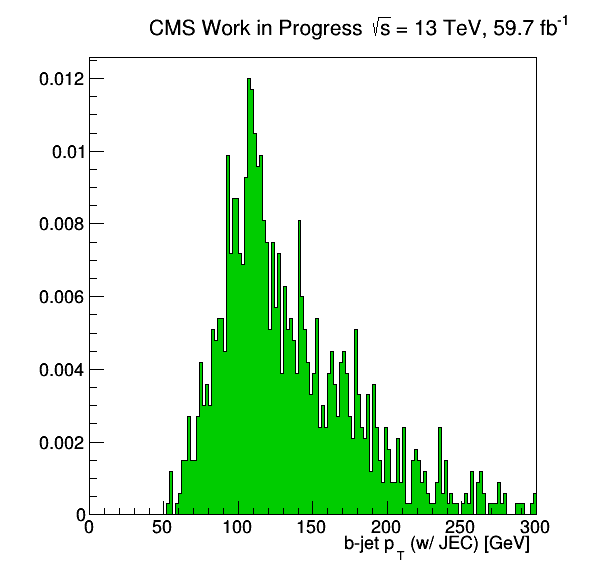 CMS Work in Progress √s = 13 TeV, 59.7 fb⁻¹
0.012
0.01
0.008
0.006
0.004
0.002
0
0 50 100 150 200 250 300
b-jet p_T (w/ JEC) [GeV]